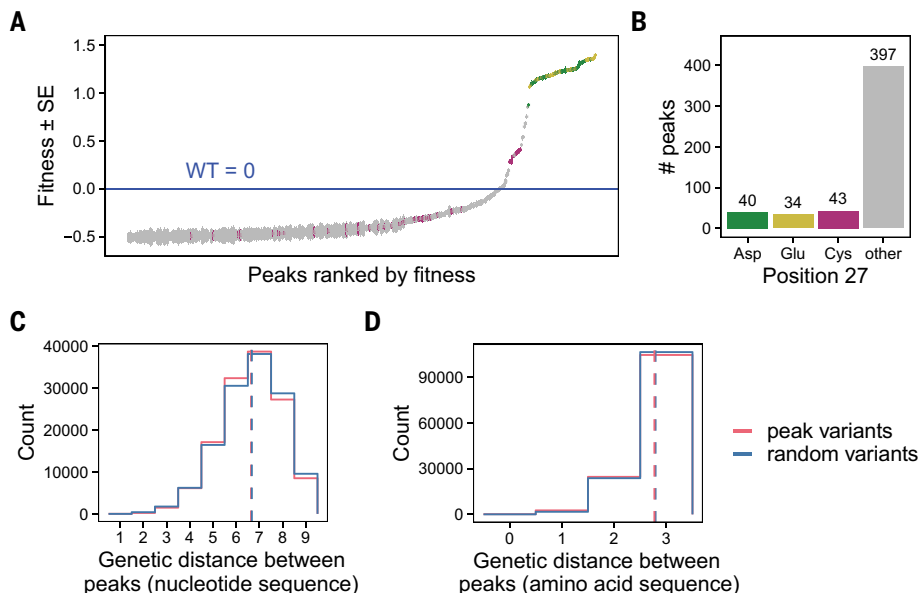 A
Fitness ± SE
1.5
1.0
0.5
0.0
−0.5
WT = 0
Peaks ranked by fitness
B
# peaks
400
300
200
100
0
40
34
43
397
Asp Glu Cys other
Position 27
C
Count
40000
30000
20000
10000
0
1 2 3 4 5 6 7 8 9
Genetic distance between
peaks (nucleotide sequence)
D
Count
90000
60000
30000
0
0 1 2 3
Genetic distance between
peaks (amino acid sequence)
peak variants
random variants